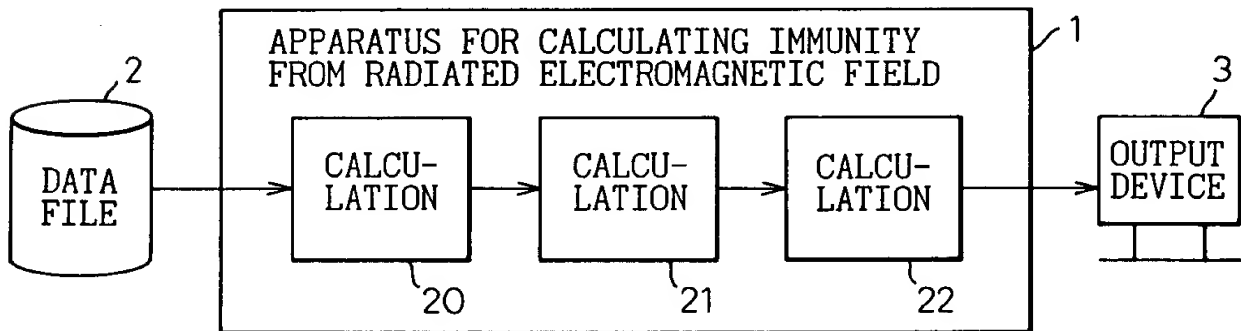 APPARATUS FOR CALCULATING IMMUNITY
FROM RADIATED ELECTROMAGNETIC FIELD
1
2
DATA
FILE
CALCU-
LATION
20
CALCU-
LATION
21
CALCU-
LATION
22
3
OUTPUT
DEVICE